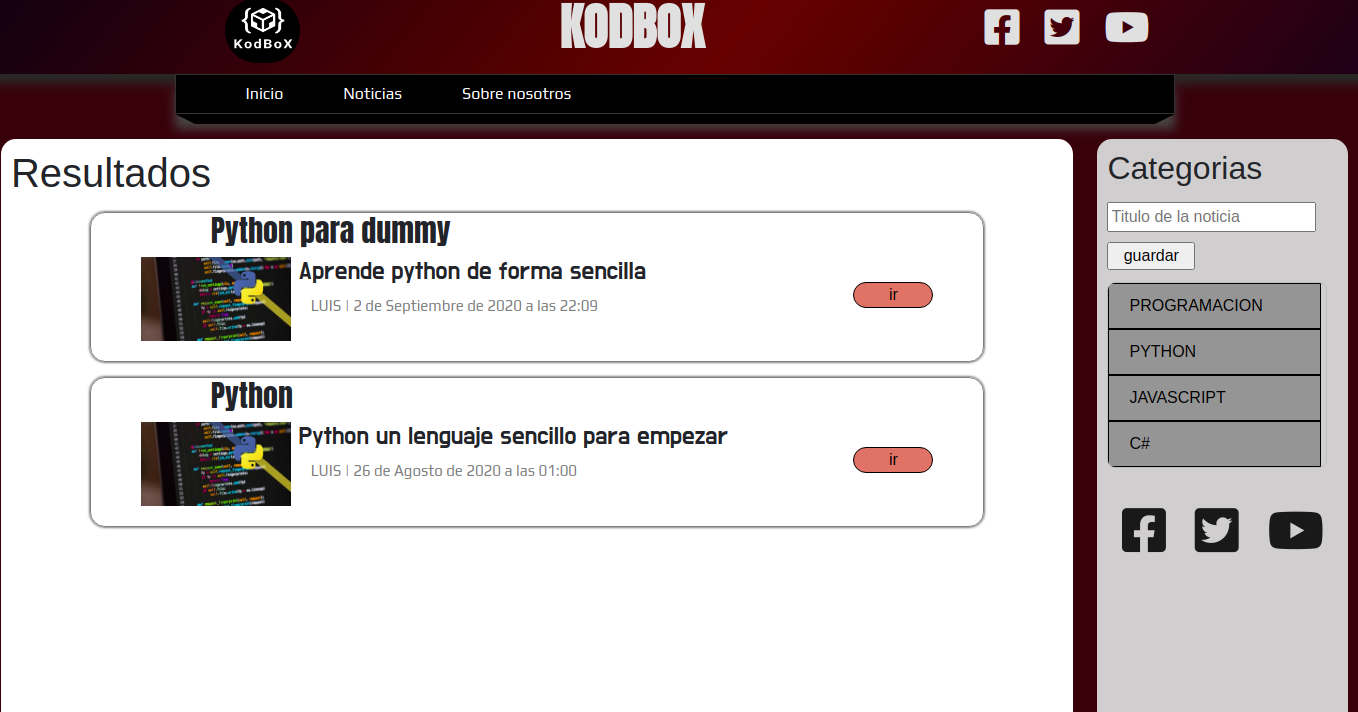 { }
KodBoX
KODBOX
Inicio Noticias Sobre nosotros
Resultados
Python para dummy
Aprende python de forma sencilla
LUIS | 2 de Septiembre de 2020 a las 22:09
ir
Python
Python un lenguaje sencillo para empezar
LUIS | 26 de Agosto de 2020 a las 01:00
ir
Categorias
Titulo de la noticia
guardar
PROGRAMACION
PYTHON
JAVASCRIPT
C#